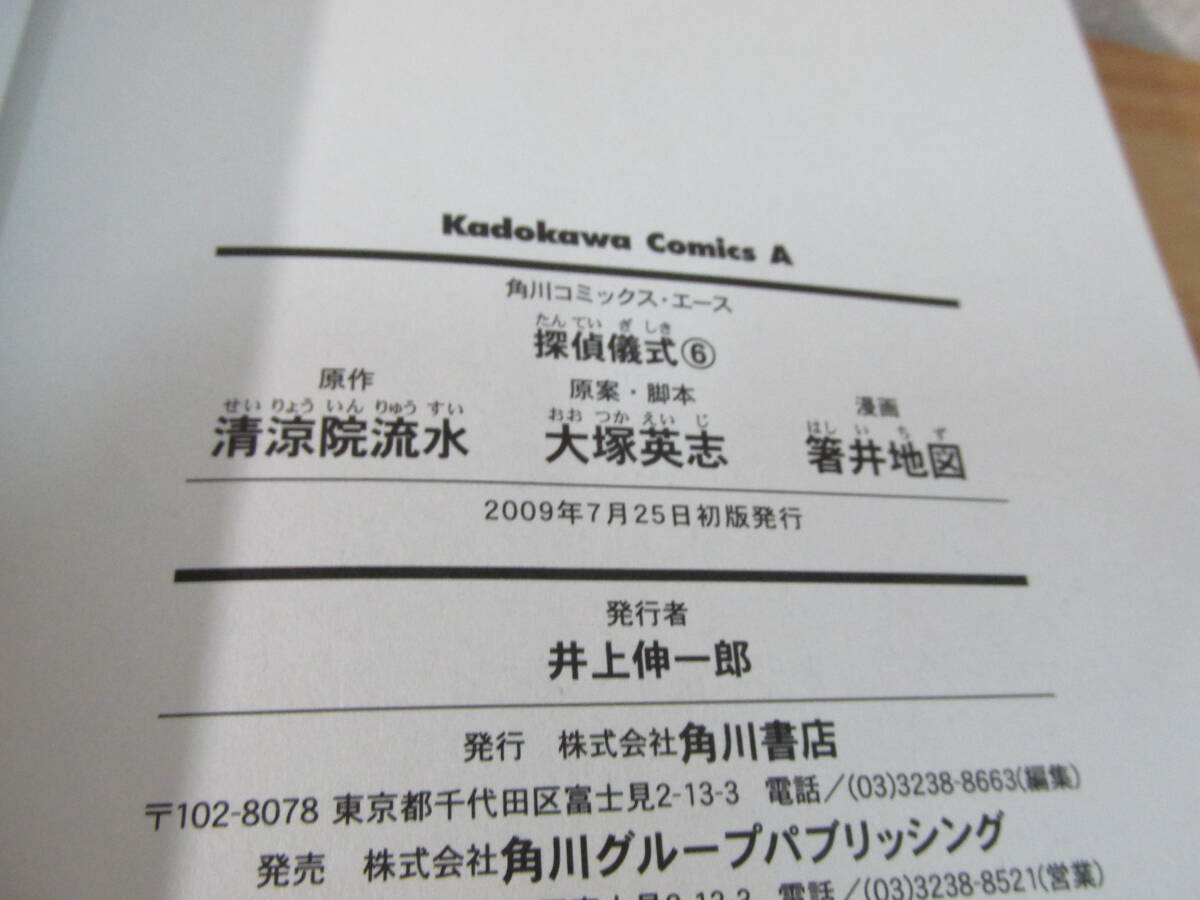 Kadokawa Comics A
角川コミックス・エース
たん てい ぎ しき
探偵儀式⑥
原作 原案・脚本 漫画
せい りょう いん りゅう すい おお つか えい じ はし い ち ず
清涼院流水 大塚英志 箸井地図
2009年7月25日初版発行
発行者
井上伸一郎
発行 株式会社角川書店
〒102-8078 東京都千代田区富士見2-13-3 電話/(03)3238-8663(編集)
発売 株式会社角川グループパブリッシング
電話/(03)3238-8521(営業)